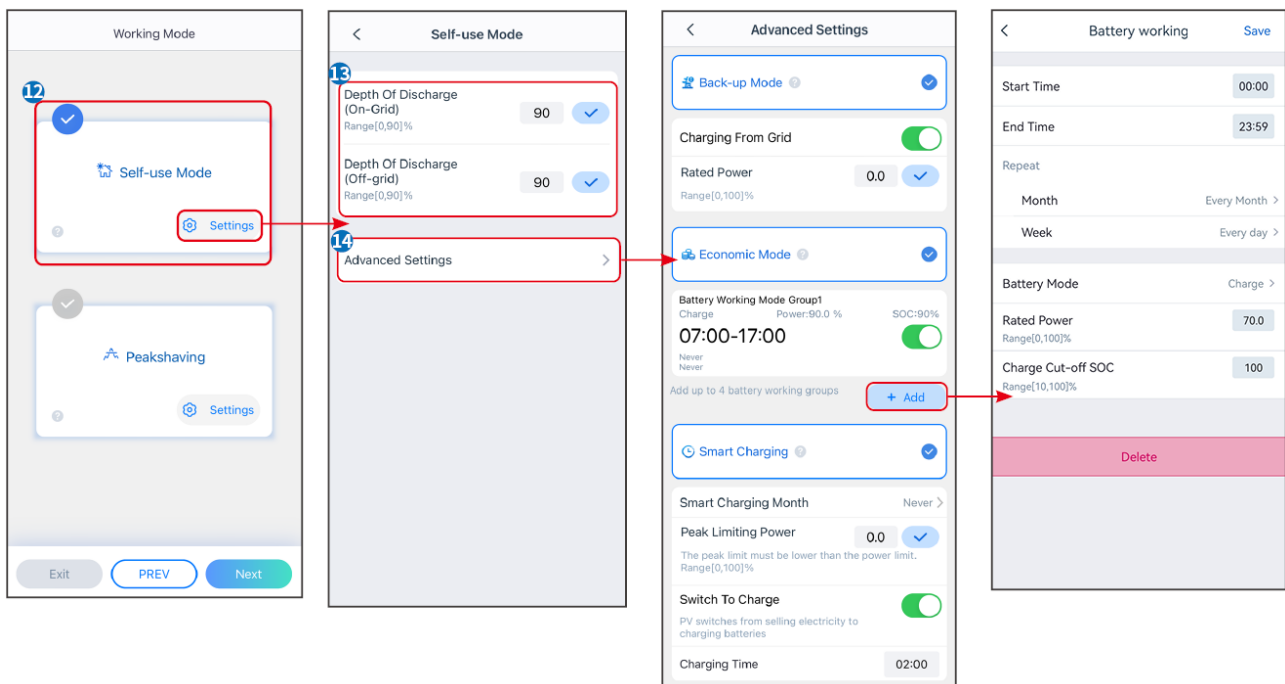 Working Mode
12
Self-use Mode
Settings
Peakshaving
Settings
Exit
PREV
Next
Self-use Mode
13
Depth Of Discharge
(On-Grid)
90
Range[0,90]%
Depth Of Discharge
(Off-grid)
90
Range[0,90]%
14
Advanced Settings
Advanced Settings
Back-up Mode ?
Charging From Grid
Rated Power
0.0
Range[0,100]%
Economic Mode ?
Battery Working Mode Group1
Charge Power:90.0 % SOC:90%
07:00-17:00
Never
Never
Add up to 4 battery working groups
+ Add
Smart Charging ?
Smart Charging Month Never
Peak Limiting Power
0.0
The peak limit must be lower than the power limit.
Range[0,100]%
Switch To Charge
PV switches from selling electricity to
charging batteries
Charging Time 02:00
Battery working Save
Start Time 00:00
End Time 23:59
Repeat
Month Every Month
Week Every day
Battery Mode Charge
Rated Power 70.0
Range[0,100]%
Charge Cut-off SOC 100
Range[10,100]%
Delete